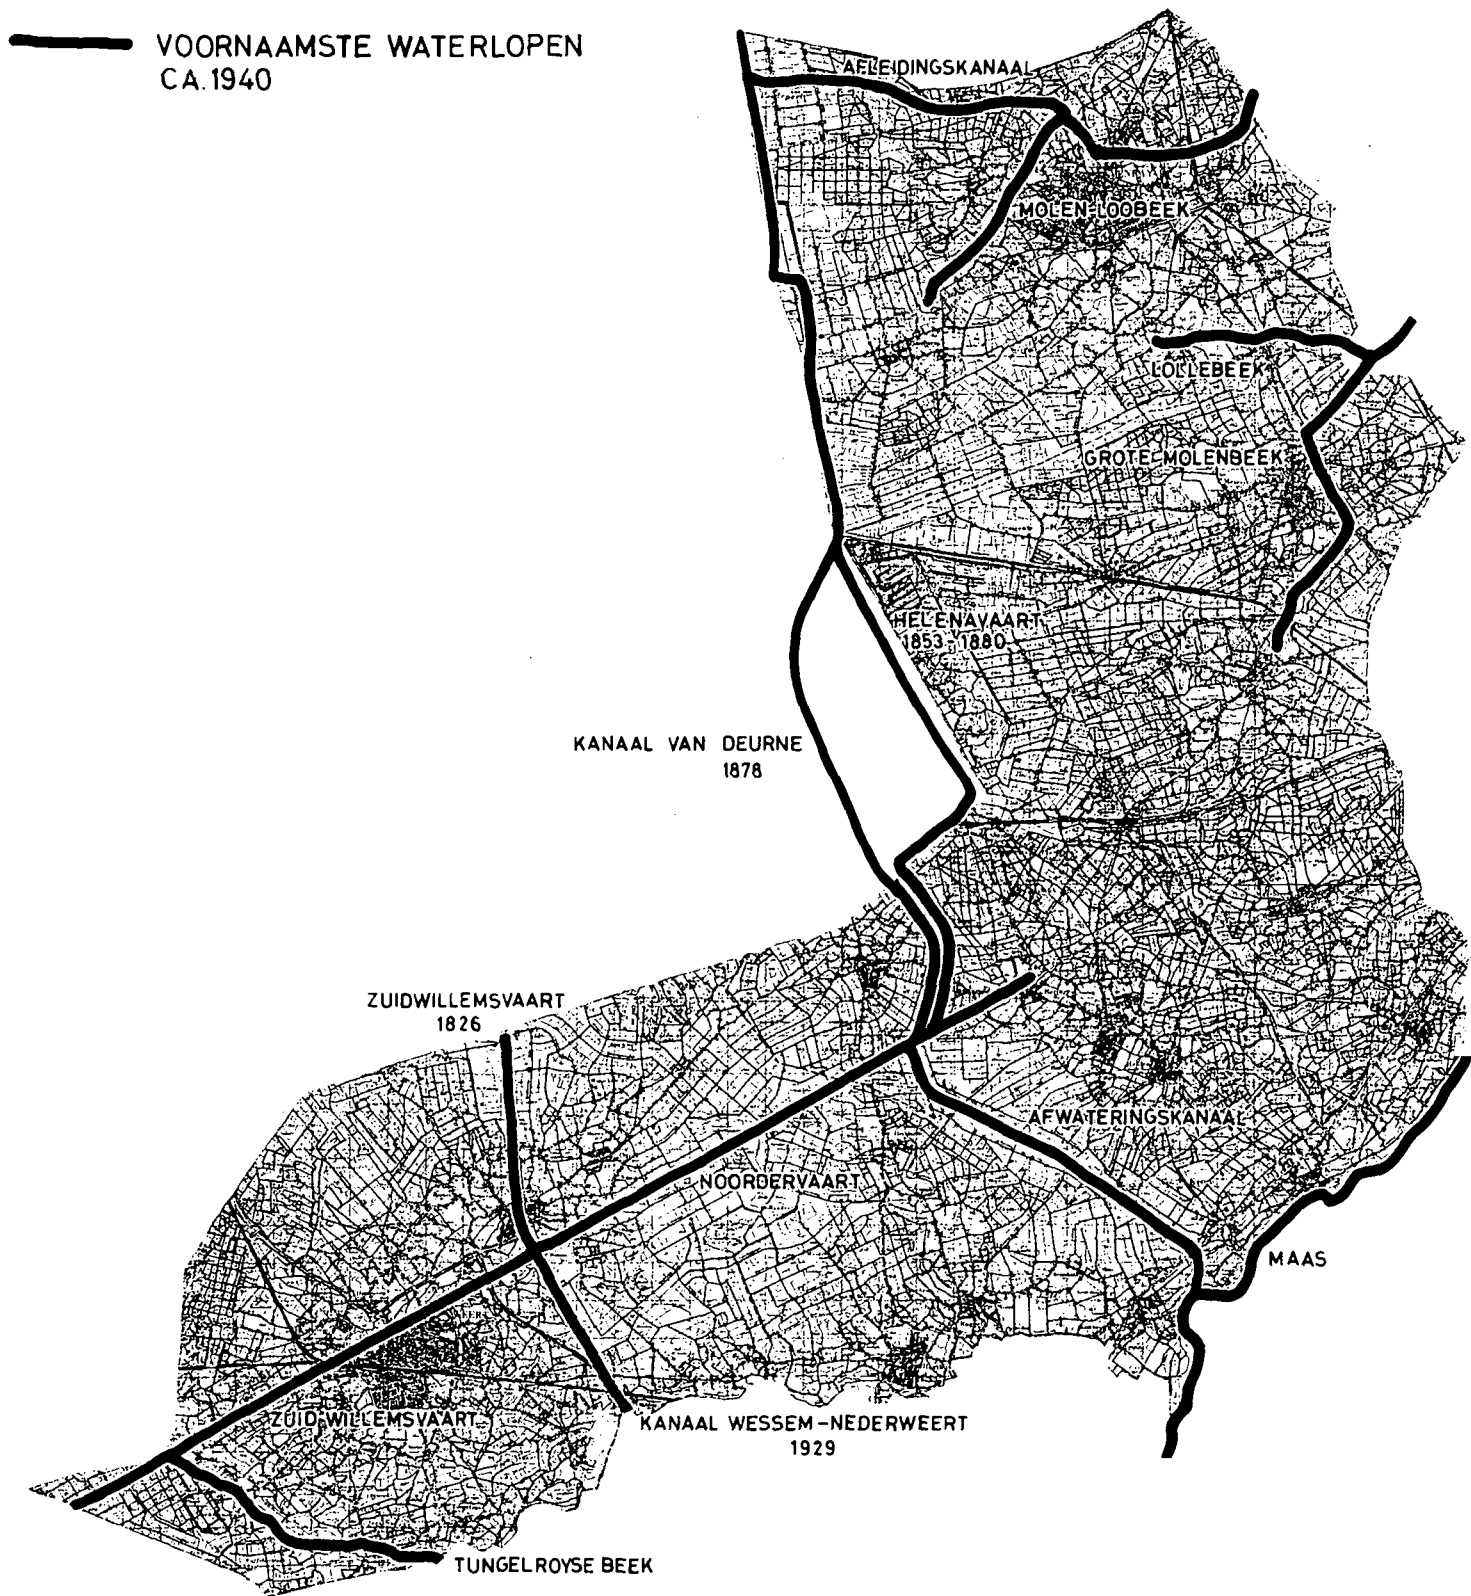 VOORNAAMSTE WATERLOPEN
CA. 1940
AFLEIDINGSKANAAL
MOLEN-LOOBEEK
LOLLEBEEK
GROTE-MOLENBEEK
HELENAVAART
1853-1880
KANAAL VAN DEURNE
1878
ZUIDWILLEMSVAART
1826
AFWATERINGSKANAAL
NOORDERVAART
MAAS
ZUID-WILLEMSVAART
KANAAL WESSEM-NEDERWEERT
1929
TUNGELROYSE BEEK